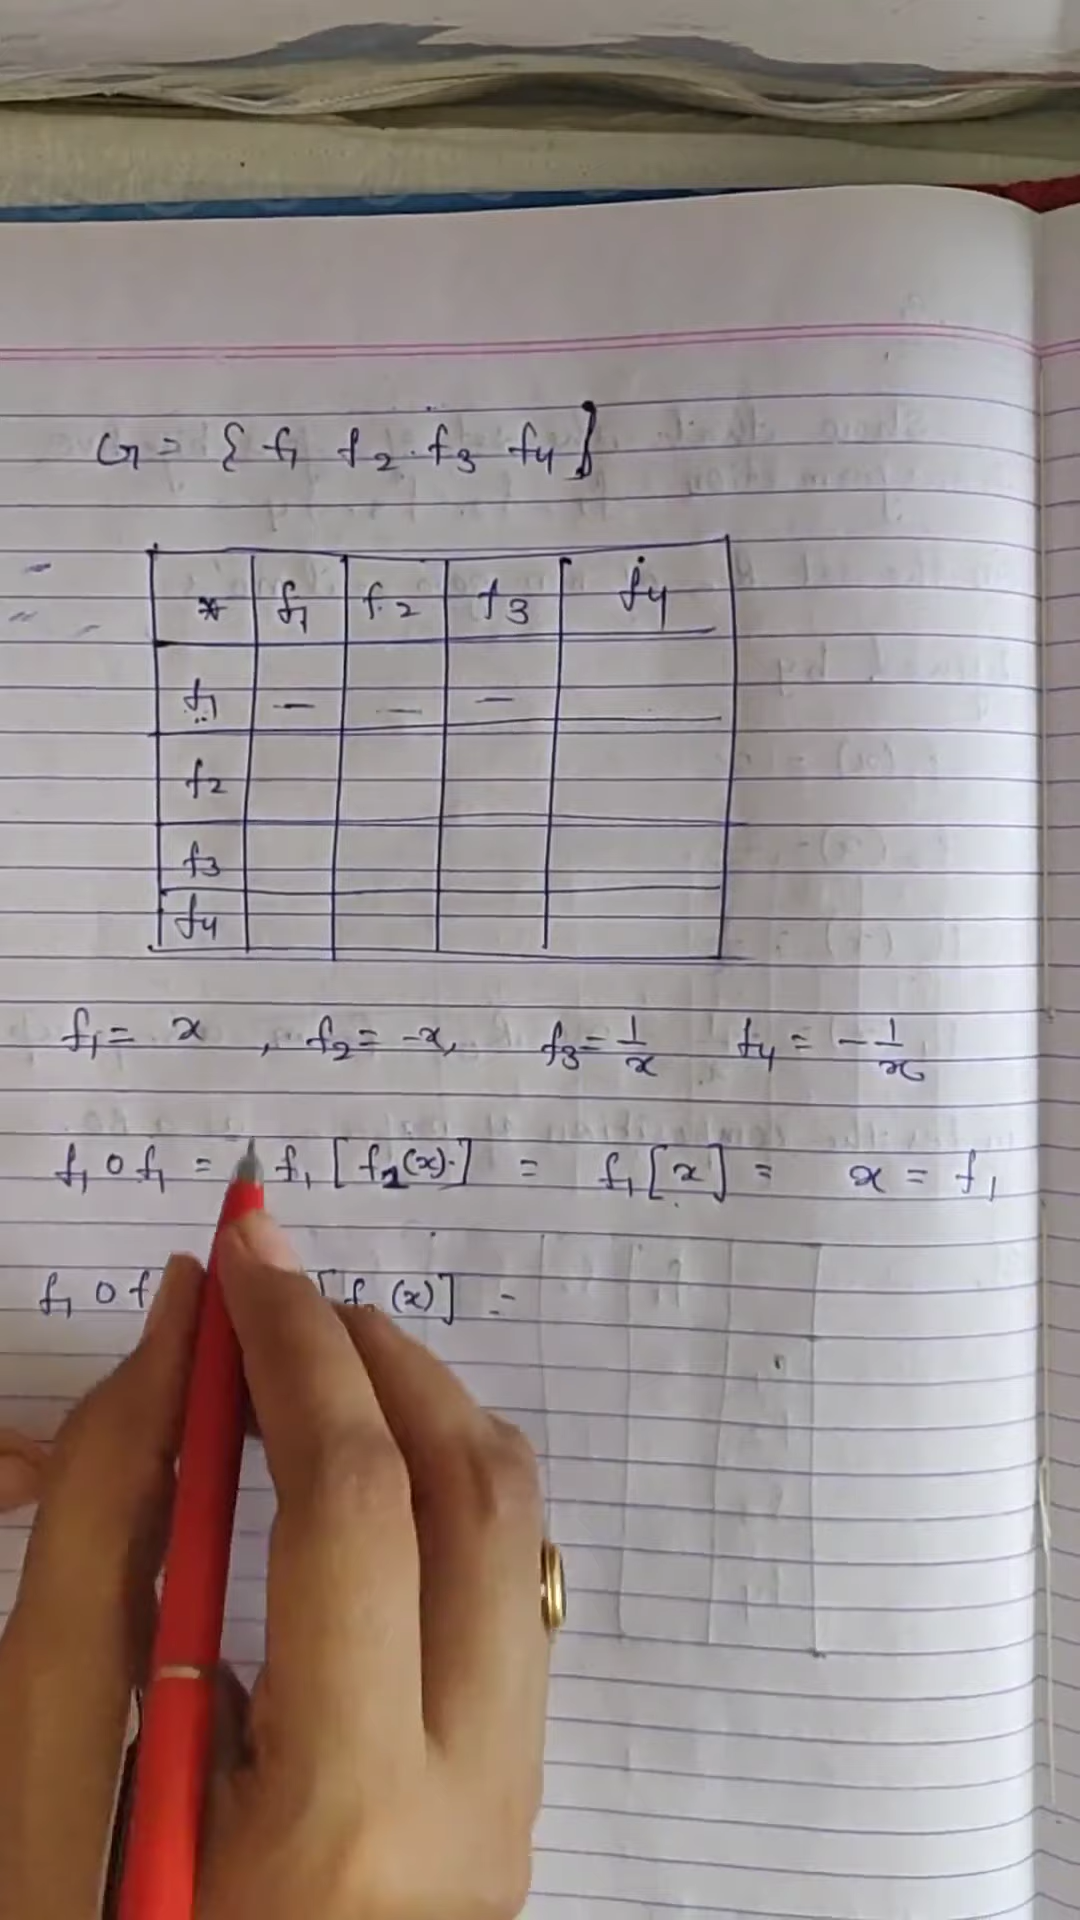 G = { f1 f2 . f3 f4 }
* f1 f2 f3 f4
f1 — — —
f2
f3
f4
f1 = x , f2 = -x, f3 = 1/x f4 = -1/x
f1 o f1 = f1 [ f2(x).] = f1 [x] = x = f1
f1 o f [ (x)] =